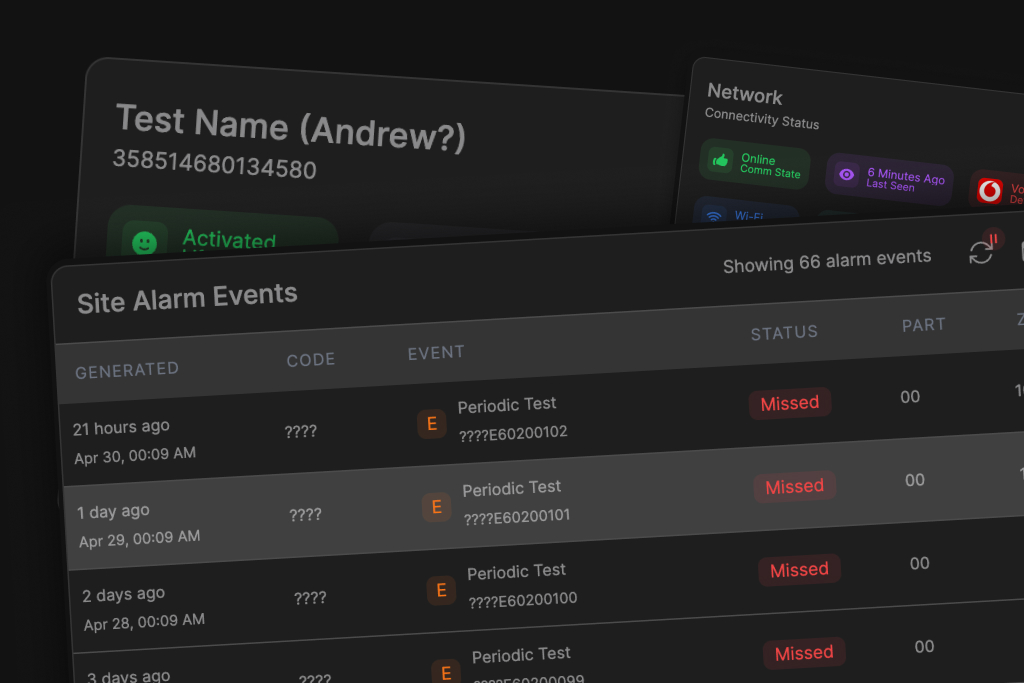 Test Name (Andrew?)
358514680134580
Activated
Network
Connectivity Status
Online
Comm State
6 Minutes Ago
Last Seen
Wi-Fi
Site Alarm Events
Showing 66 alarm events
GENERATED CODE EVENT STATUS PART
21 hours ago
Apr 30, 00:09 AM
????
E
Periodic Test
????E60200102
Missed
00
1 day ago
Apr 29, 00:09 AM
????
E
Periodic Test
????E60200101
Missed
00
2 days ago
Apr 28, 00:09 AM
????
E
Periodic Test
????E60200100
Missed
00
3 days ago
????
E
Periodic Test
????E60200099
Missed
00